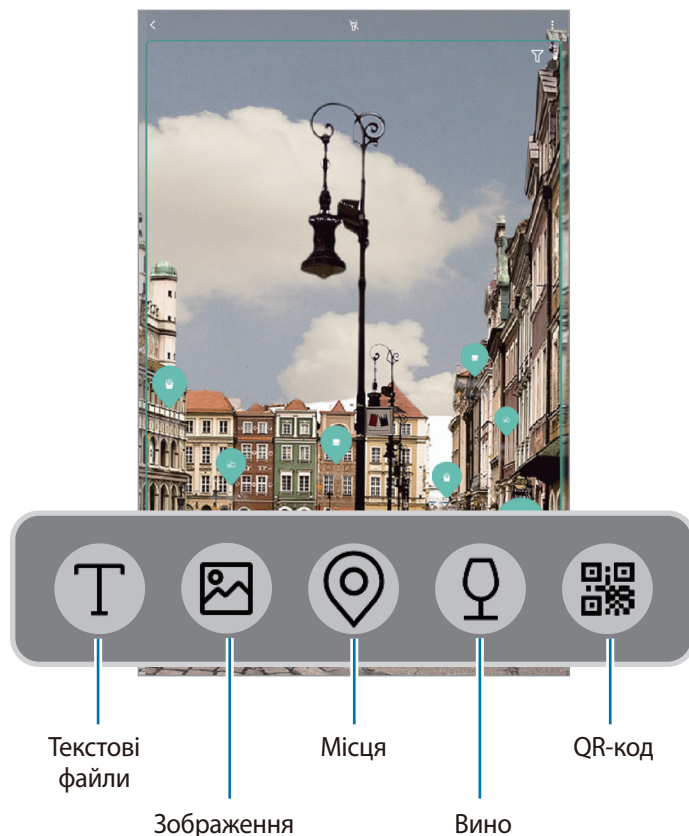 Текстові
файли
Місця
QR-код
Зображення
Вино